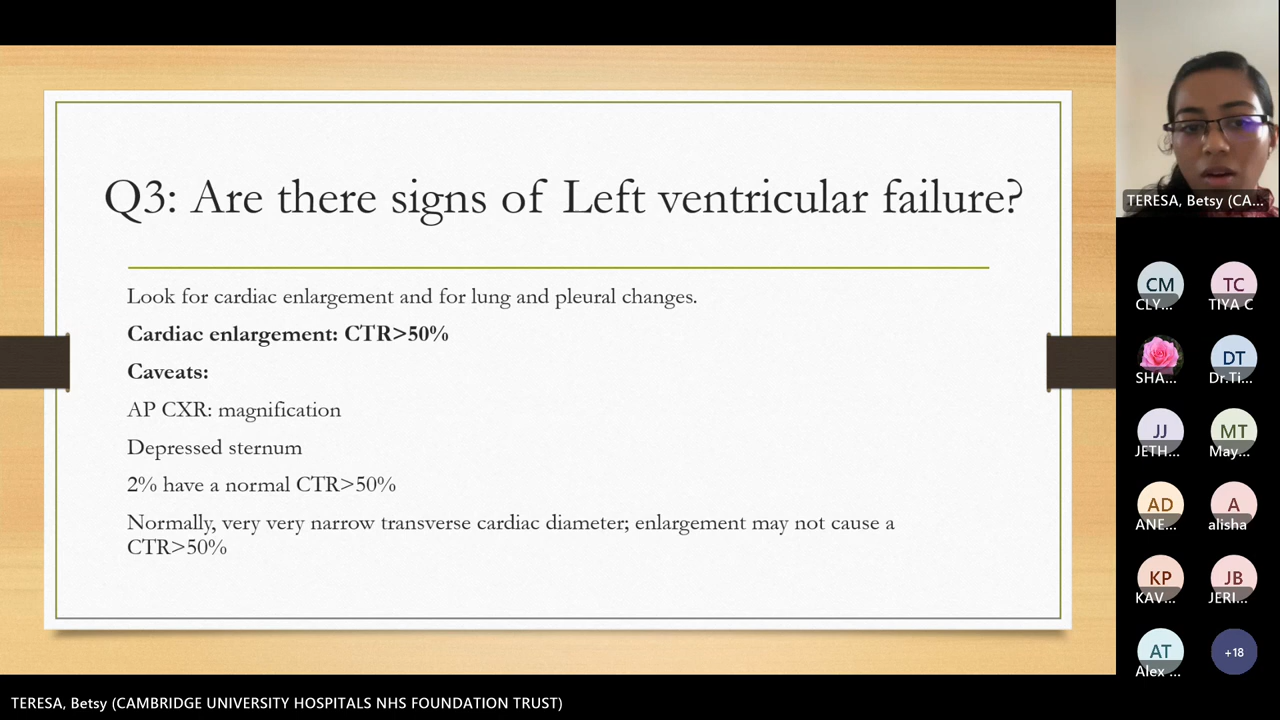 Q3: Are there signs of Left ventricular failure?
Look for cardiac enlargement and for lung and pleural changes.
Cardiac enlargement: CTR>50%
Caveats:
AP CXR: magnification
Depressed sternum
2% have a normal CTR>50%
Normally, very very narrow transverse cardiac diameter; enlargement may not cause a
CTR>50%
TERESA, Betsy (CA...
CM
CLY...
TC
TIYA C
SHA...
DT
Dr.Ti...
JJ
JETH...
MT
May...
AD
ANE...
A
alisha
KP
KAV...
JB
JERI...
AT
Alex ...
+18
TERESA, Betsy (CAMBRIDGE UNIVERSITY HOSPITALS NHS FOUNDATION TRUST)